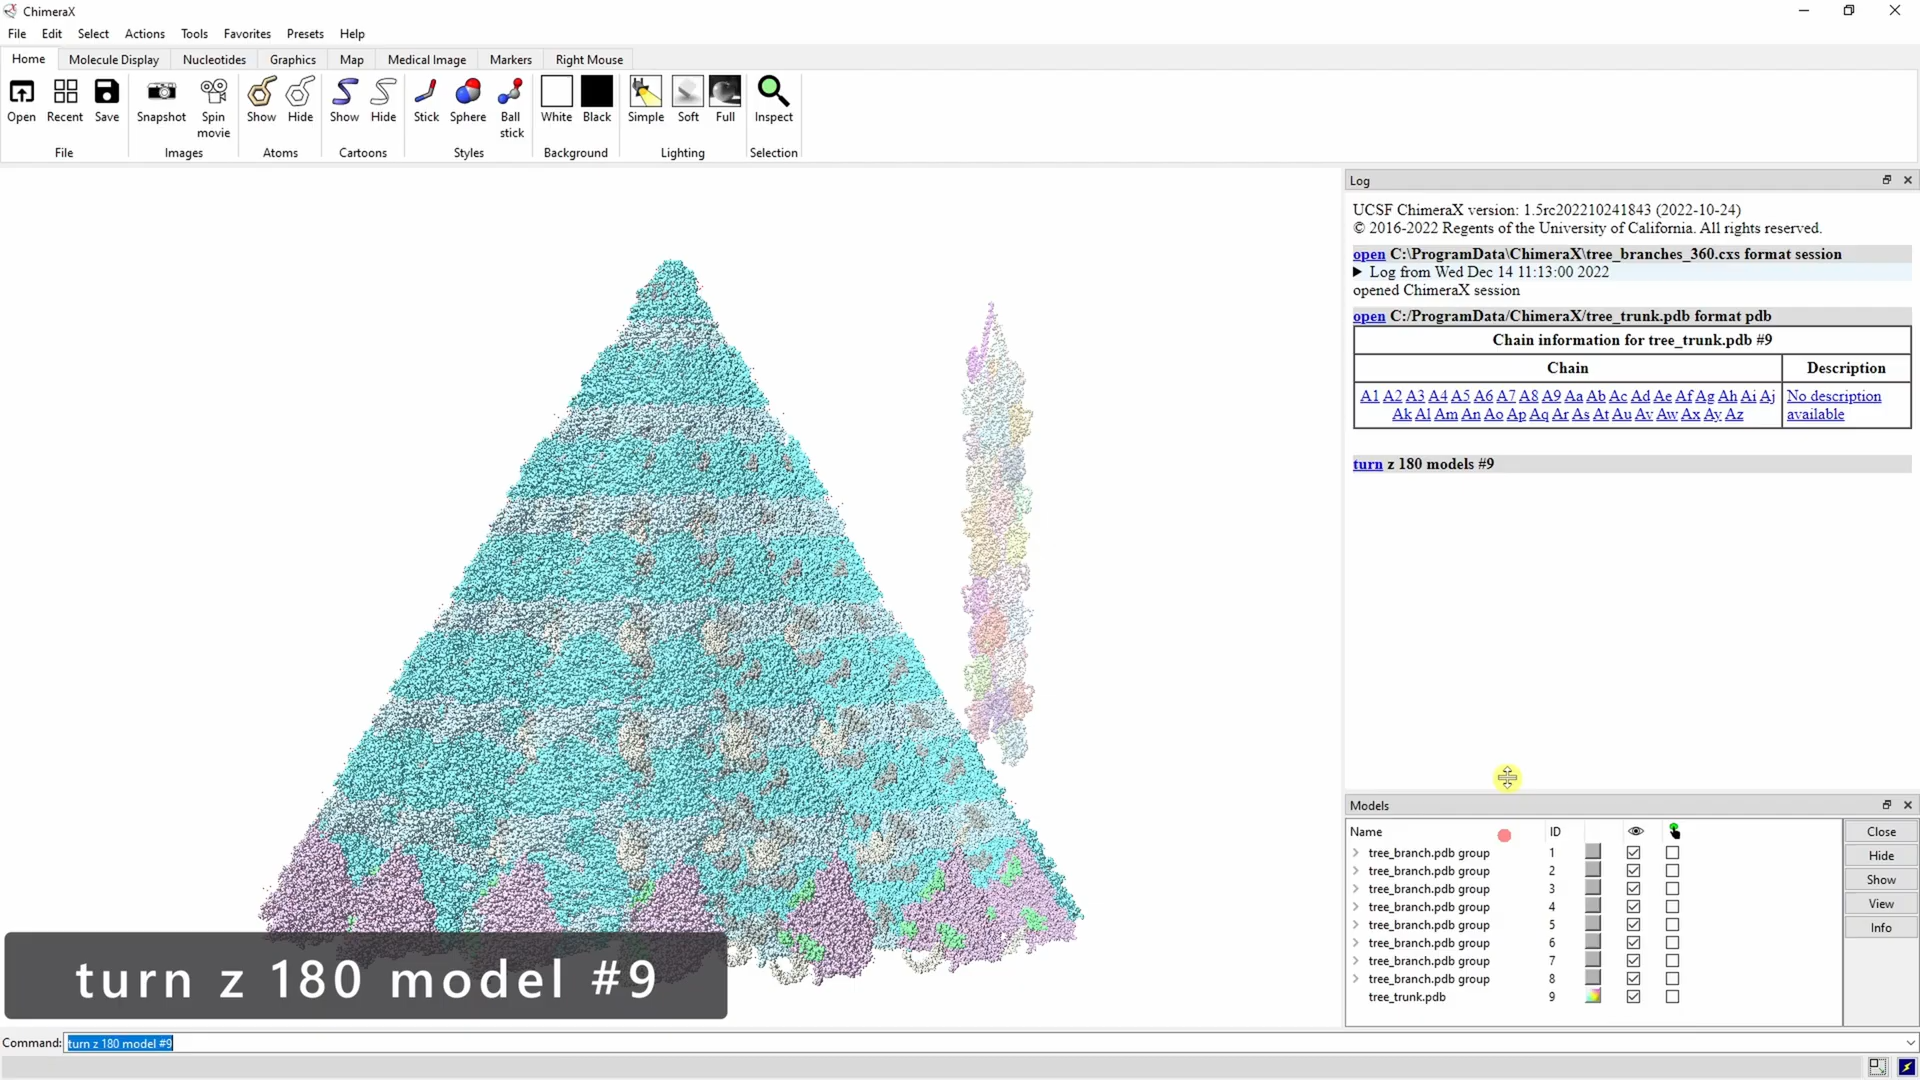 ChimeraX
File Edit Select Actions Tools Favorites Presets Help
Home Molecule Display Nucleotides Graphics Map Medical Image Markers Right Mouse
Open Recent Save Snapshot Spin movie Show Hide Show Hide Stick Sphere Ball stick White Black Simple Soft Full Inspect
File Images Atoms Cartoons Styles Background Lighting Selection
Log
UCSF ChimeraX version: 1.5rc202210241843 (2022-10-24)
© 2016-2022 Regents of the University of California. All rights reserved.
open C:\ProgramData\ChimeraX\tree_branches_360.cxs format session
Log from Wed Dec 14 11:13:00 2022
opened ChimeraX session
open C:/ProgramData/ChimeraX/tree_trunk.pdb format pdb
Chain information for tree_trunk.pdb #9
Chain Description
A1 A2 A3 A4 A5 A6 A7 A8 A9 Aa Ab Ac Ad Ae Af Ag Ah Ai Aj No description
Ak Al Am An Ao Ap Aq Ar As At Au Av Aw Ax Ay Az available
turn z 180 models #9
Models
Name ID Close
tree_branch.pdb group 1 Hide
tree_branch.pdb group 2
tree_branch.pdb group 3 Show
tree_branch.pdb group 4 View
tree_branch.pdb group 5 Info
tree_branch.pdb group 6
tree_branch.pdb group 7
tree_branch.pdb group 8
tree_trunk.pdb 9
turn z 180 model #9
Command: turn z 180 model #9